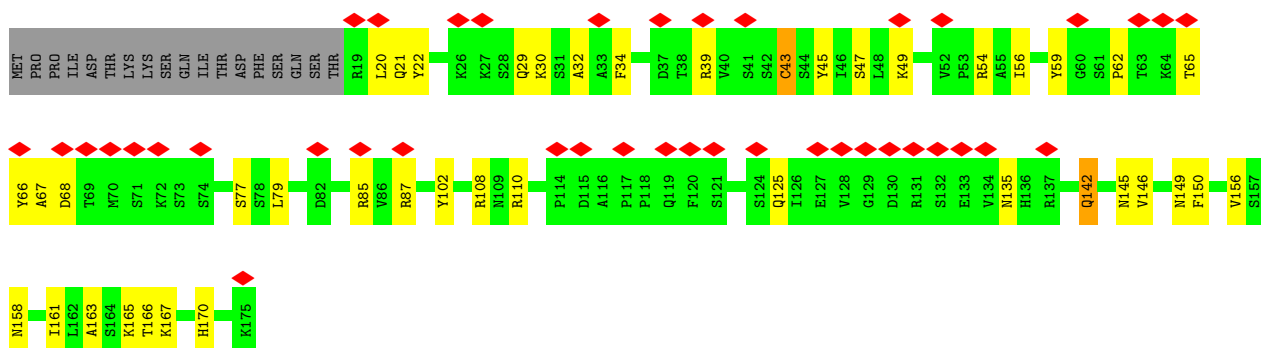 MET PRO PRO ILE ASP THR LYS LYS SER GLN ILE THR ASP PHE SER GLN SER THR R19 L20 Q21 Y22 K26 K27 S28 Q29 K30 S31 A32 A33 F34 D37 T38 R39 V40 S41 S42 C43 S44 Y45 I46 S47 L48 K49 V52 P53 R54 A55 I56 Y59 G60 S61 P62 T63 K64 T65
Y66 A67 D68 T69 M70 S71 K72 S73 S74 S77 S78 L79 D82 R85 V86 R87 Y102 R108 N109 R110 P114 D115 A116 P117 P118 Q119 F120 S121 S124 Q125 I126 E127 V128 G129 D130 R131 S132 E133 V134 N135 H136 R137 Q142 N145 V146 N149 F150 V156 S157
N158 I161 L162 A163 S164 K165 T166 K167 H170 K175